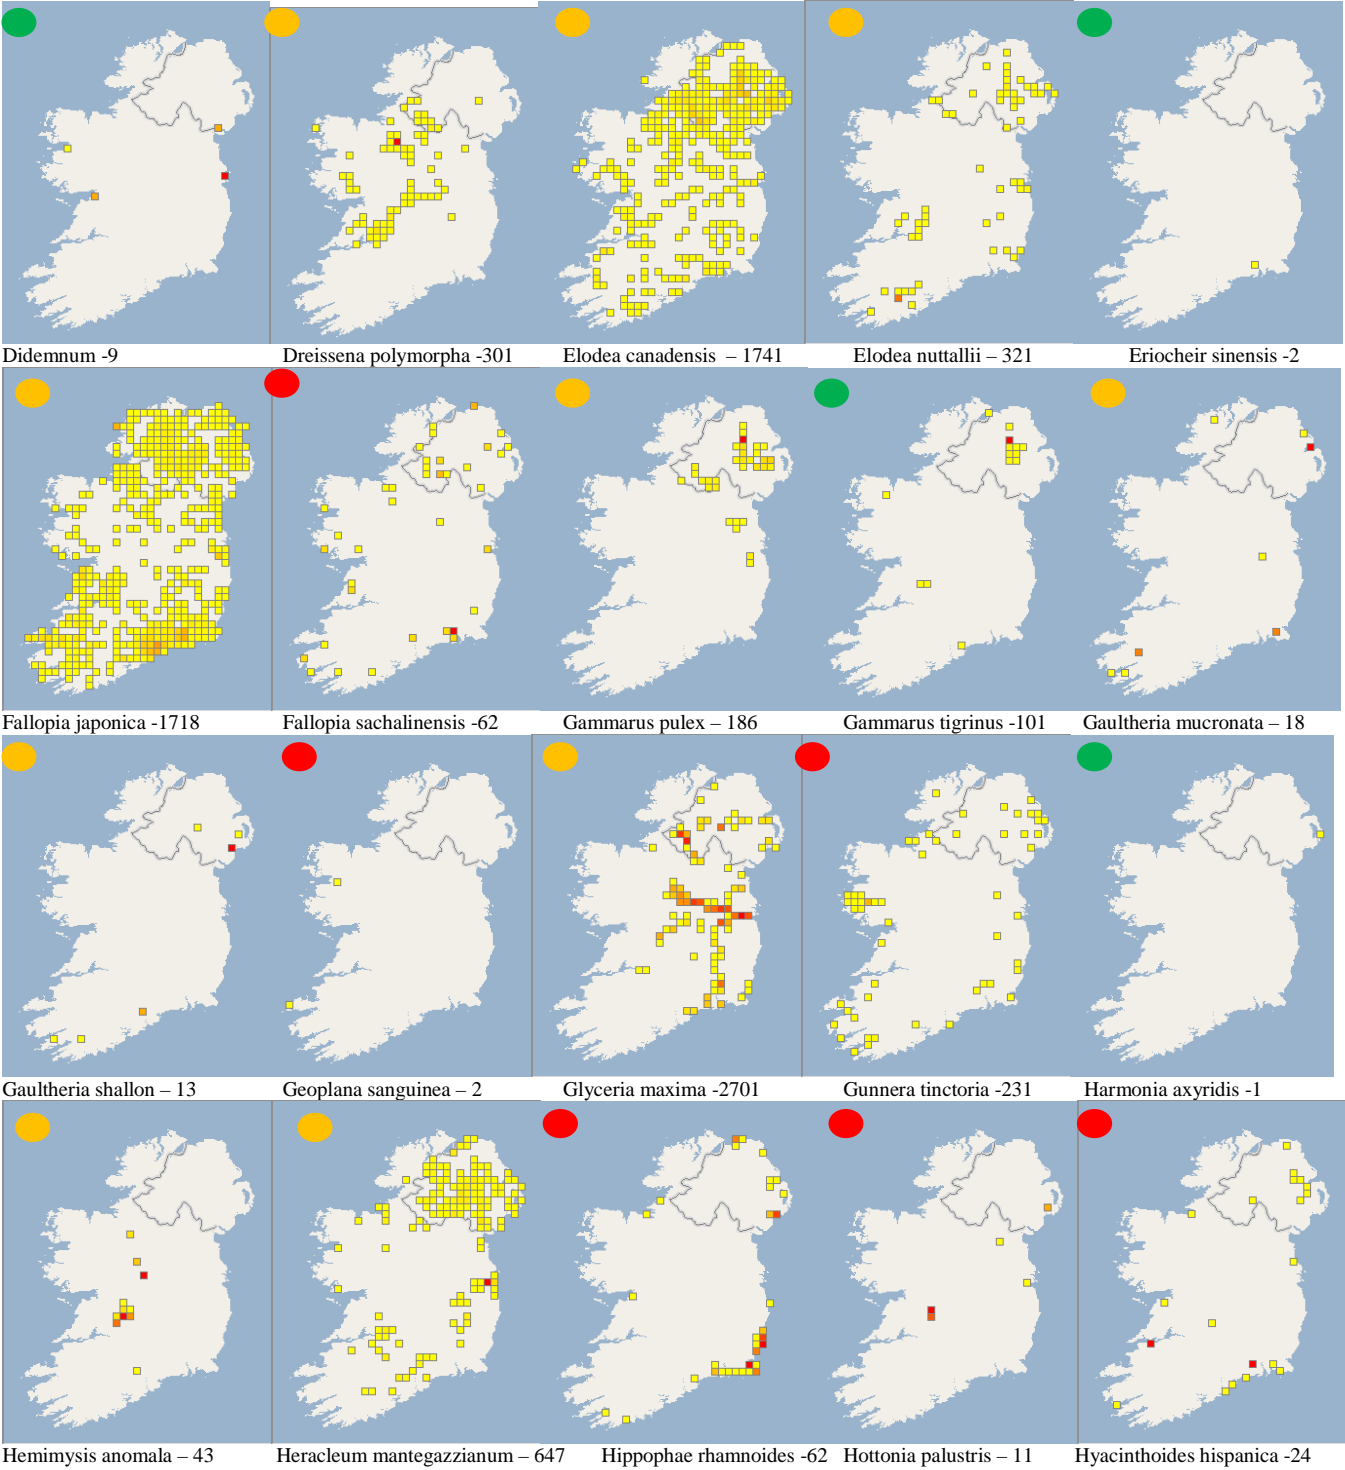 Didemnum -9 Dreissena polymorpha -301 Elodea canadensis – 1741 Elodea nuttallii – 321 Eriocheir sinensis -2
Fallopia japonica -1718 Fallopia sachalinensis -62 Gammarus pulex – 186 Gammarus tigrinus -101 Gaultheria mucronata – 18
Gaultheria shallon – 13 Geoplana sanguinea – 2 Glyceria maxima -2701 Gunnera tinctoria -231 Harmonia axyridis -1
Hemimysis anomala – 43 Heracleum mantegazzianum – 647 Hippophae rhamnoides -62 Hottonia palustris – 11 Hyacinthoides hispanica -24